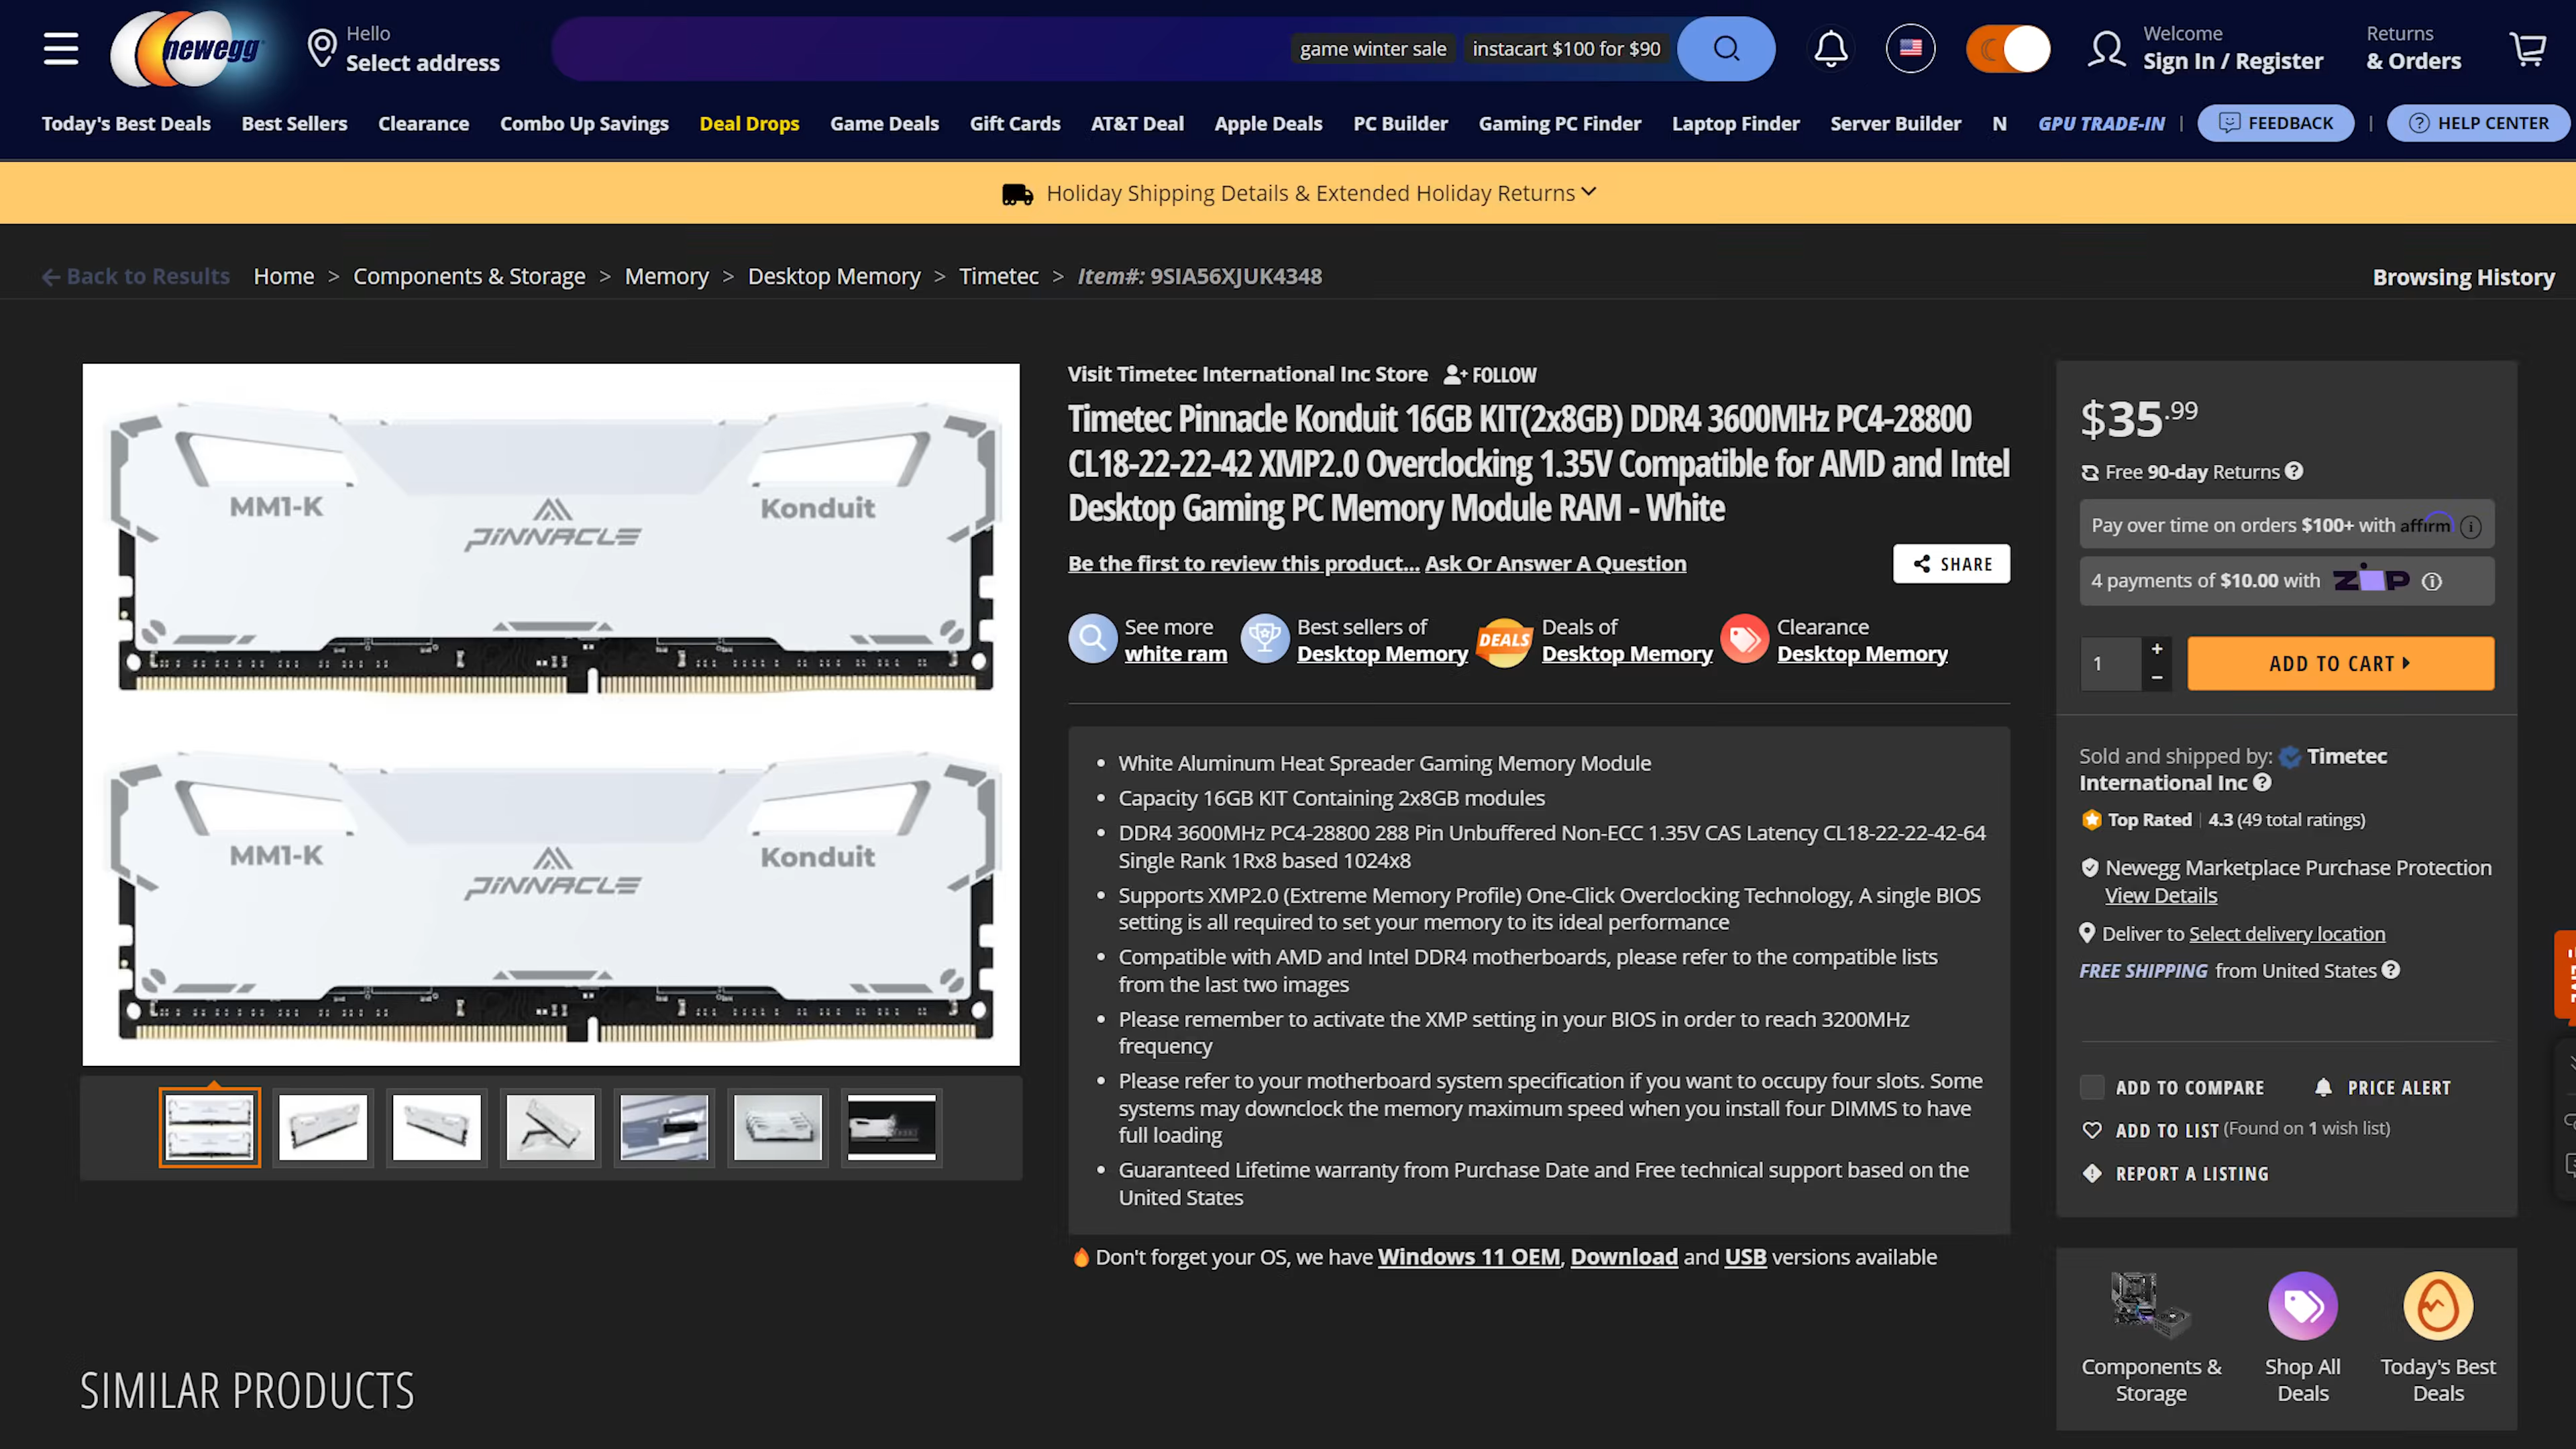 newegg
Hello
Select address
game winter sale
instacart $100 for $90
Welcome
Sign In / Register
Returns
& Orders
Today's Best Deals
Best Sellers
Clearance
Combo Up Savings
Deal Drops
Game Deals
Gift Cards
AT&T Deal
Apple Deals
PC Builder
Gaming PC Finder
Laptop Finder
Server Builder
N
GPU TRADE-IN |
FEEDBACK
|
HELP CENTER
Holiday Shipping Details & Extended Holiday Returns
Back to Results
Home > Components & Storage > Memory > Desktop Memory > Timetec > Item#: 9SIA56XJUK4348
Browsing History
MM1-K
PINNACLE
Konduit
MM1-K
PINNACLE
Konduit
Visit Timetec International Inc Store
FOLLOW
Timetec Pinnacle Konduit 16GB KIT(2x8GB) DDR4 3600MHz PC4-28800
CL18-22-22-42 XMP2.0 Overclocking 1.35V Compatible for AMD and Intel
Desktop Gaming PC Memory Module RAM - White
Be the first to review this product... Ask Or Answer A Question
SHARE
See more
white ram
Best sellers of
Desktop Memory
DEALS
Deals of
Desktop Memory
Clearance
Desktop Memory
• White Aluminum Heat Spreader Gaming Memory Module
• Capacity 16GB KIT Containing 2x8GB modules
• DDR4 3600MHz PC4-28800 288 Pin Unbuffered Non-ECC 1.35V CAS Latency CL18-22-22-42-64
Single Rank 1Rx8 based 1024x8
• Supports XMP2.0 (Extreme Memory Profile) One-Click Overclocking Technology, A single BIOS
setting is all required to set your memory to its ideal performance
• Compatible with AMD and Intel DDR4 motherboards, please refer to the compatible lists
from the last two images
• Please remember to activate the XMP setting in your BIOS in order to reach 3200MHz
frequency
• Please refer to your motherboard system specification if you want to occupy four slots. Some
systems may downclock the memory maximum speed when you install four DIMMS to have
full loading
• Guaranteed Lifetime warranty from Purchase Date and Free technical support based on the
United States
Don't forget your OS, we have Windows 11 OEM, Download and USB versions available
$35.99
Free 90-day Returns
Pay over time on orders $100+ with affirm
4 payments of $10.00 with ZIP
1
+
−
ADD TO CART
Sold and shipped by: Timetec
International Inc
Top Rated | 4.3 (49 total ratings)
Newegg Marketplace Purchase Protection
View Details
Deliver to Select delivery location
FREE SHIPPING from United States
ADD TO COMPARE
PRICE ALERT
ADD TO LIST (Found on 1 wish list)
REPORT A LISTING
Components &
Storage
Shop All
Deals
Today's Best
Deals
SIMILAR PRODUCTS